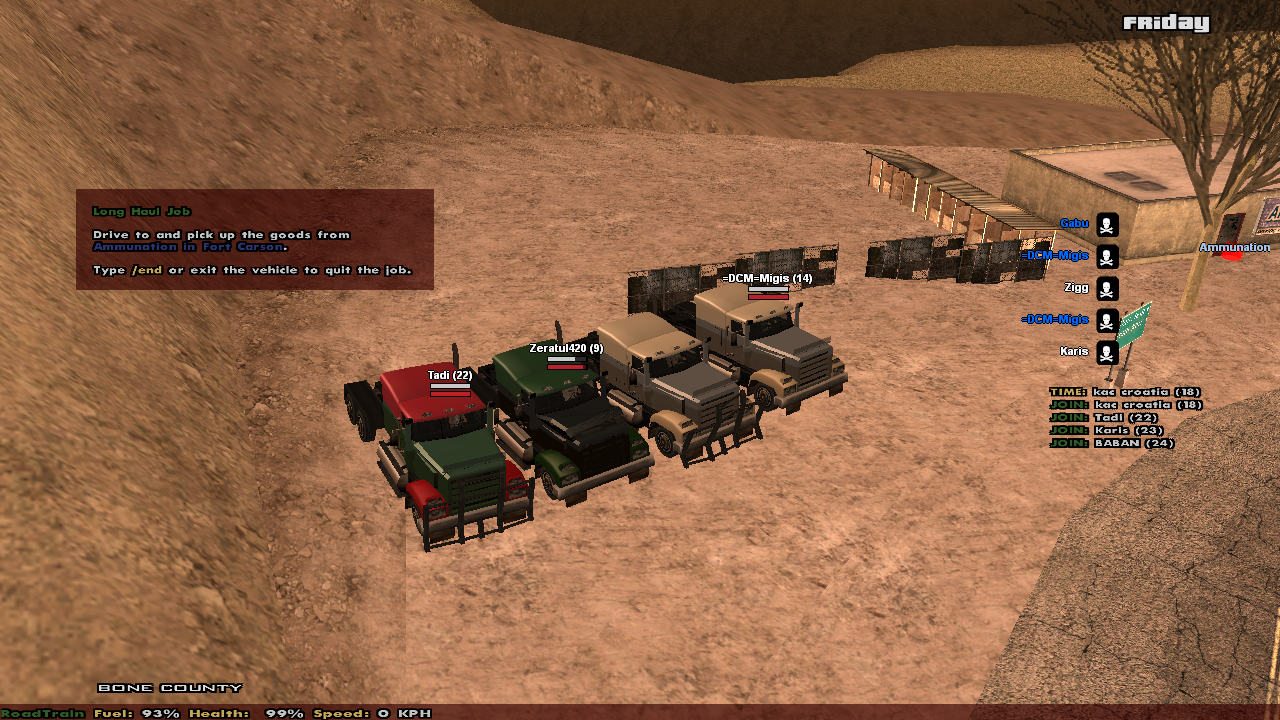 FRIDAY
Long Haul Job
Drive to and pick up the goods from
Ammunation in Fort Carson.
Type /end or exit the vehicle to quit the job.
Gabu
=DCM=Migis
Zigg
=DCM=Migis
Karis
Ammunation
=DCM=Migis (14)
Zeratul420 (9)
Tadi (22)
TIME: kac croatia (18)
JOIN: kac croatia (18)
JOIN: Tadi (22)
JOIN: Karis (23)
JOIN: BABAN (24)
BONE COUNTY
RoadTrain Fuel: 93% Health: 99% Speed: 0 KPH